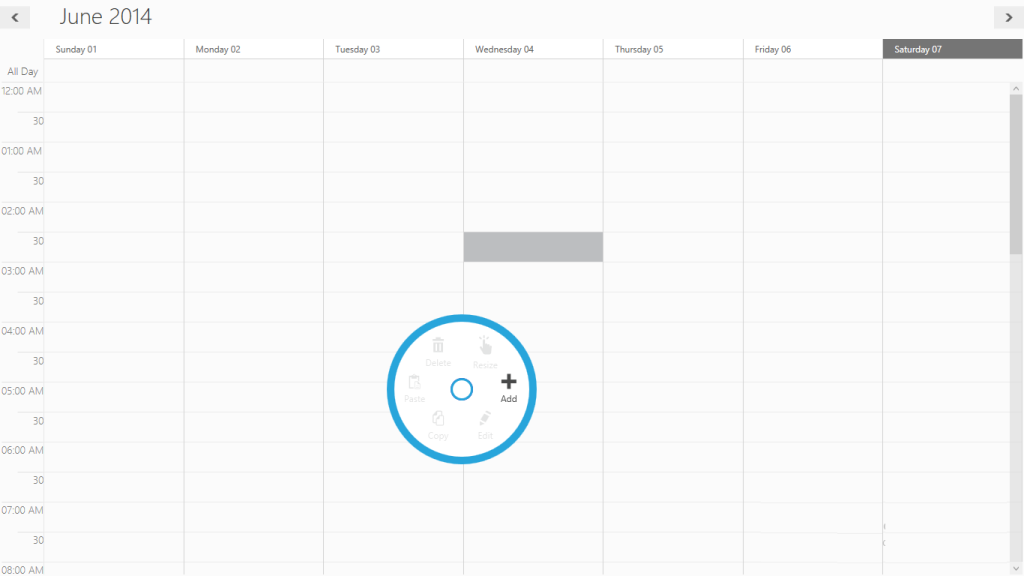 June 2014
Sunday 01
Monday 02
Tuesday 03
Wednesday 04
Thursday 05
Friday 06
Saturday 07
All Day
12:00 AM
30
01:00 AM
30
02:00 AM
30
03:00 AM
30
04:00 AM
30
05:00 AM
30
06:00 AM
30
07:00 AM
30
08:00 AM
Delete
Resize
Paste
Add
Copy
Edit